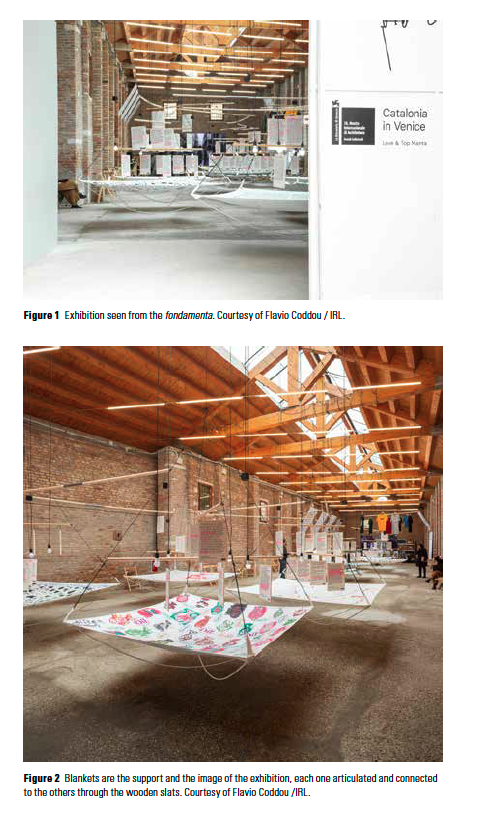 Catalonia
in Venice
Leve & Top Manta
Figure 1 Exhibition seen from the fondamenta. Courtesy of Flavio Coddou / IRL.
Figure 2 Blankets are the support and the image of the exhibition, each one articulated and connected
to the others through the wooden slats. Courtesy of Flavio Coddou /IRL.